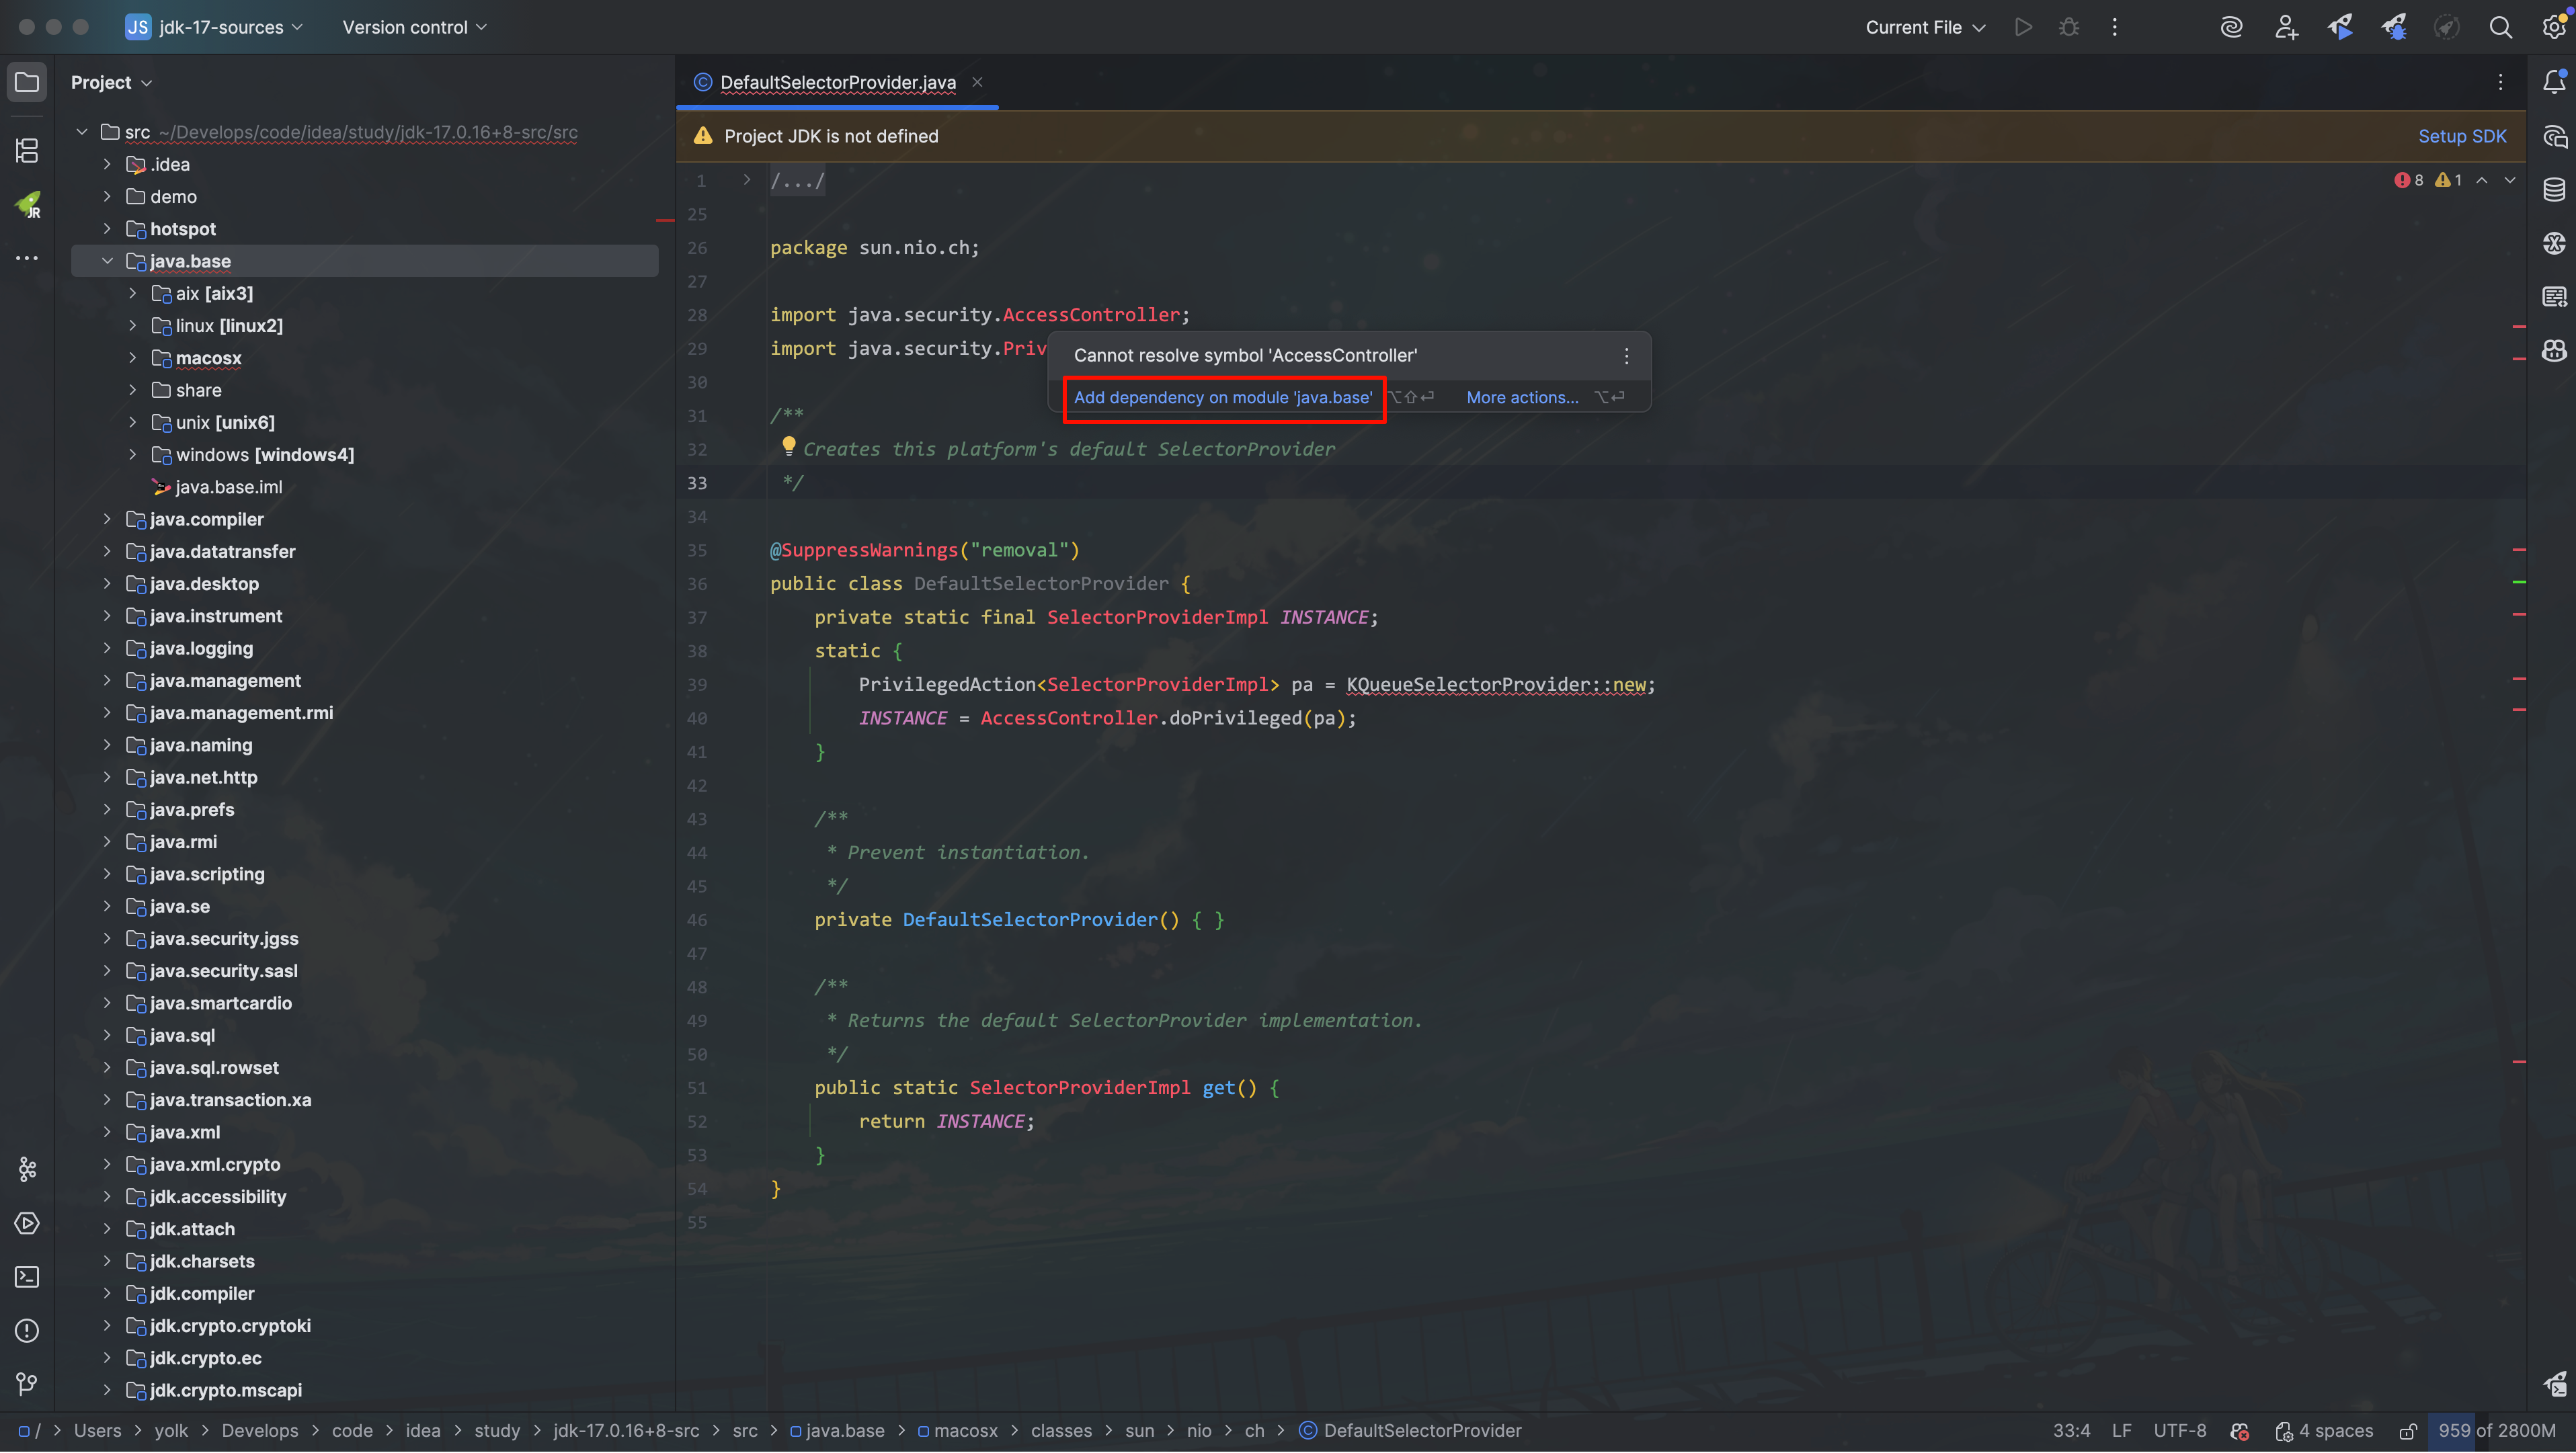 JS jdk-17-sources
Version control
Current File
Project
DefaultSelectorProvider.java
Project JDK is not defined
Setup SDK
8 1
src ~/Develops/code/idea/study/jdk-17.0.16+8-src/src
.idea
demo
hotspot
java.base
aix [aix3]
linux [linux2]
macosx
share
unix [unix6]
windows [windows4]
java.base.iml
java.compiler
java.datatransfer
java.desktop
java.instrument
java.logging
java.management
java.management.rmi
java.naming
java.net.http
java.prefs
java.rmi
java.scripting
java.se
java.security.jgss
java.security.sasl
java.smartcardio
java.sql
java.sql.rowset
java.transaction.xa
java.xml
java.xml.crypto
jdk.accessibility
jdk.attach
jdk.charsets
jdk.compiler
jdk.crypto.cryptoki
jdk.crypto.ec
jdk.crypto.mscapi
JR
1 /.../
25
26 package sun.nio.ch;
27
28 import java.security.AccessController;
29 import java.security.Priv
Cannot resolve symbol 'AccessController'
Add dependency on module 'java.base' ⌥⇧⏎ More actions... ⌥⏎
30
31 /**
32 Creates this platform's default SelectorProvider
33 */
34
35 @SuppressWarnings("removal")
36 public class DefaultSelectorProvider {
37 private static final SelectorProviderImpl INSTANCE;
38 static {
39 PrivilegedAction<SelectorProviderImpl> pa = KQueueSelectorProvider::new;
40 INSTANCE = AccessController.doPrivileged(pa);
41 }
42
43 /**
44 * Prevent instantiation.
45 */
46 private DefaultSelectorProvider() { }
47
48 /**
49 * Returns the default SelectorProvider implementation.
50 */
51 public static SelectorProviderImpl get() {
52 return INSTANCE;
53 }
54 }
55
/ > Users > yolk > Develops > code > idea > study > jdk-17.0.16+8-src > src > java.base > macosx > classes > sun > nio > ch > DefaultSelectorProvider
33:4 LF UTF-8 4 spaces 959 of 2800M